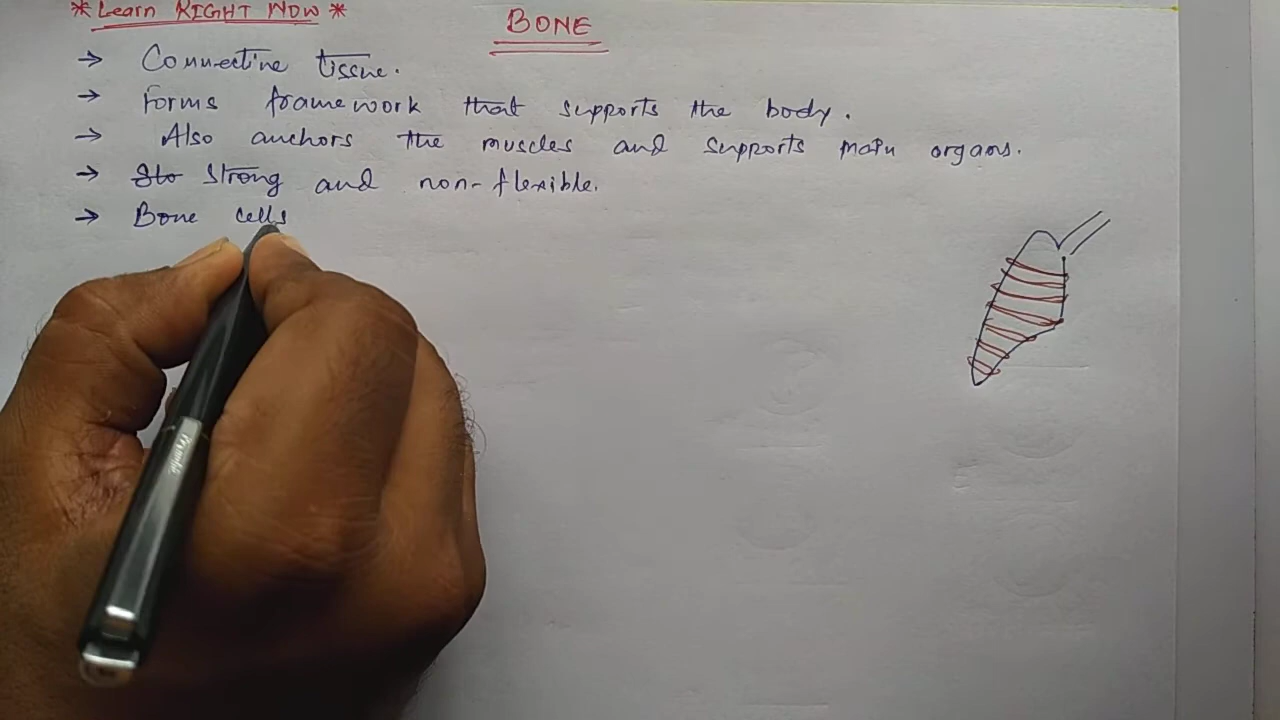 *Learn RIGHT NOW*
BONE
→ Connective tissue.
→ Forms framework that supports the body.
→ Also anchors the muscles and supports main organs.
→ Sto Strong and non-flexible.
→ Bone cells